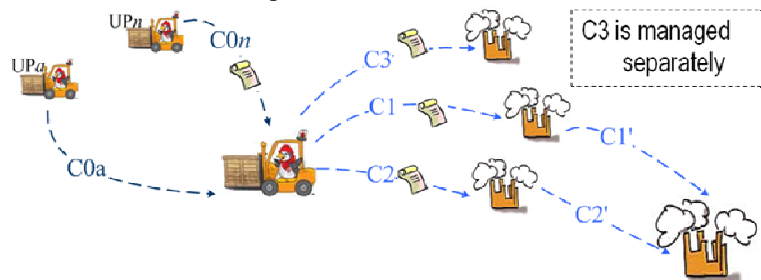 UPn
C0n
C3 is managed
separately
C3
UPa
C1
C1'
C0a
C2
C2'